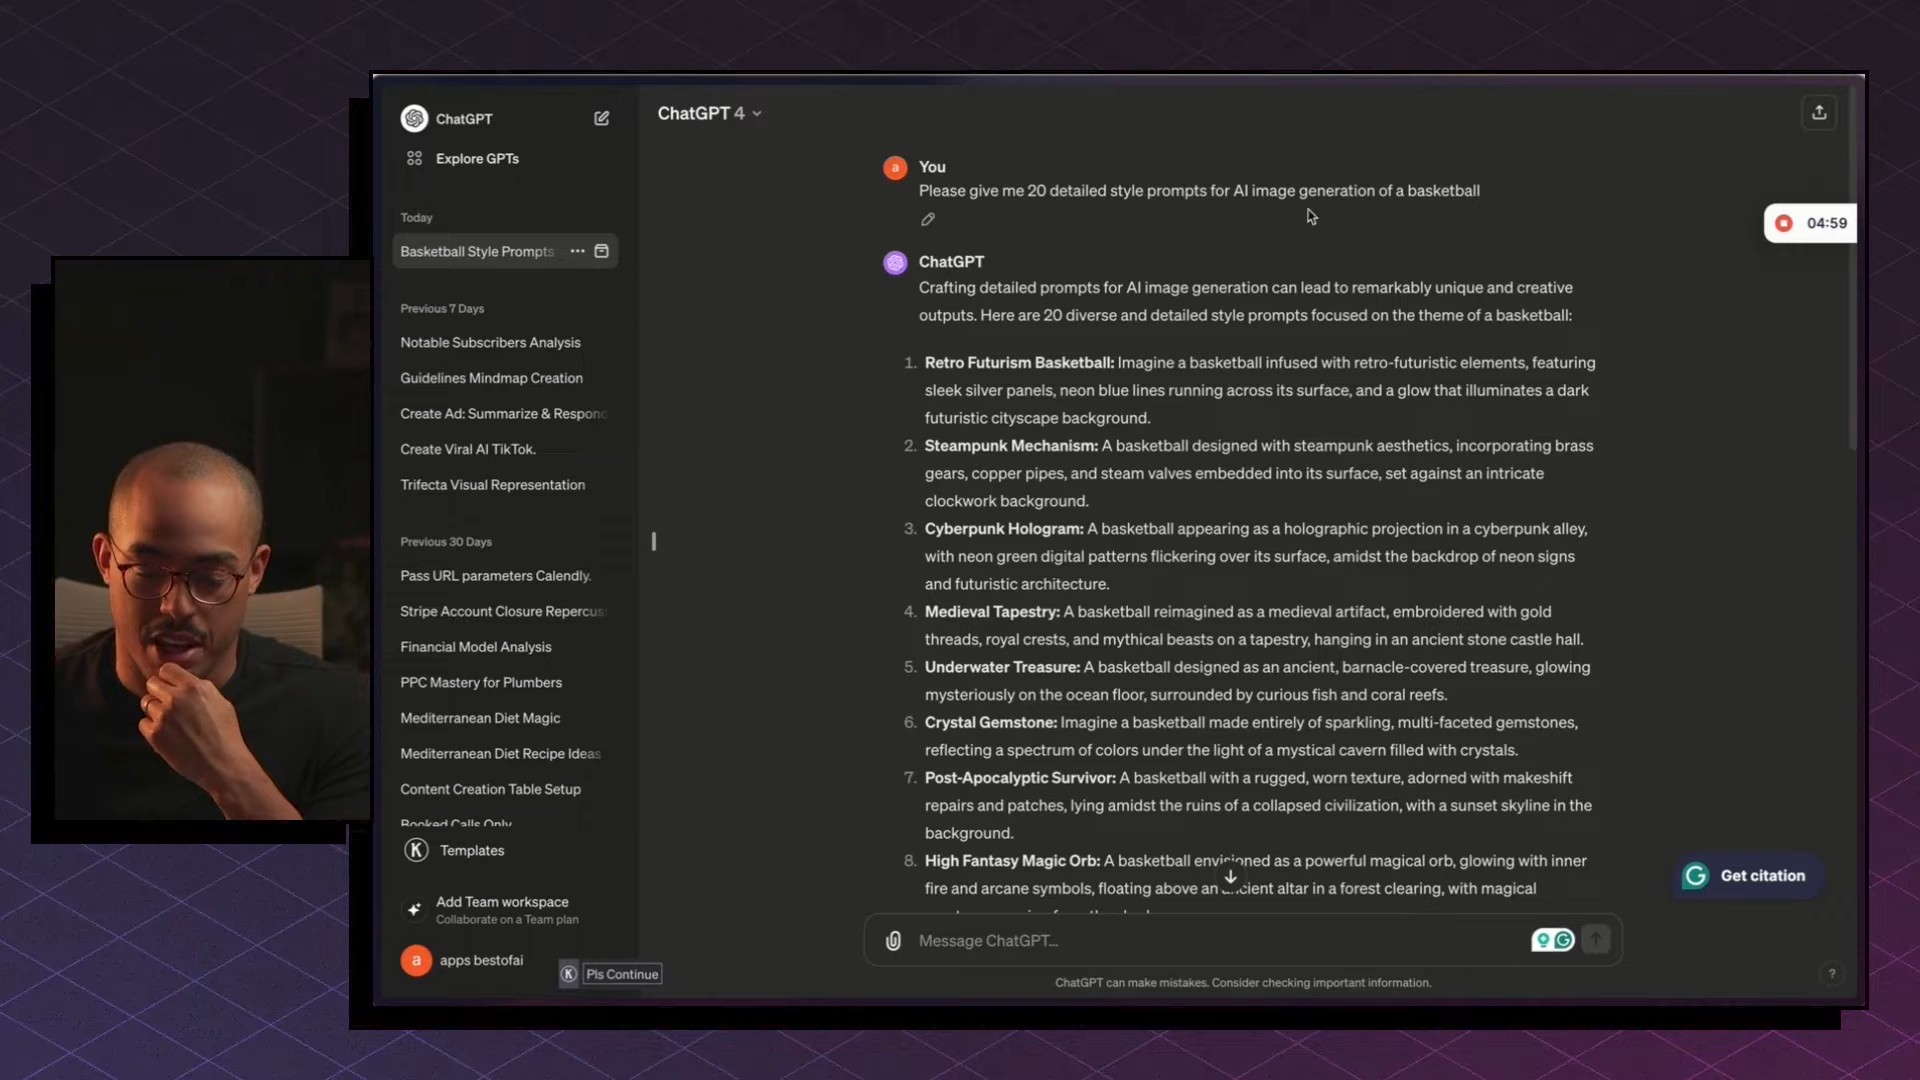 ChatGPT
Explore GPTs
Today
Basketball Style Prompts
Previous 7 Days
Notable Subscribers Analysis
Guidelines Mindmap Creation
Create Ad: Summarize & Respond
Create Viral AI TikTok.
Trifecta Visual Representation
Previous 30 Days
Pass URL parameters Calendly.
Stripe Account Closure Repercus
Financial Model Analysis
PPC Mastery for Plumbers
Mediterranean Diet Magic
Mediterranean Diet Recipe Ideas
Content Creation Table Setup
Booked Calls Only
K Templates
Add Team workspace
Collaborate on a Team plan
a apps bestofai
K Pls Continue
ChatGPT 4
a You
Please give me 20 detailed style prompts for AI image generation of a basketball
04:59
ChatGPT
Crafting detailed prompts for AI image generation can lead to remarkably unique and creative
outputs. Here are 20 diverse and detailed style prompts focused on the theme of a basketball:
1. Retro Futurism Basketball: Imagine a basketball infused with retro-futuristic elements, featuring
sleek silver panels, neon blue lines running across its surface, and a glow that illuminates a dark
futuristic cityscape background.
2. Steampunk Mechanism: A basketball designed with steampunk aesthetics, incorporating brass
gears, copper pipes, and steam valves embedded into its surface, set against an intricate
clockwork background.
3. Cyberpunk Hologram: A basketball appearing as a holographic projection in a cyberpunk alley,
with neon green digital patterns flickering over its surface, amidst the backdrop of neon signs
and futuristic architecture.
4. Medieval Tapestry: A basketball reimagined as a medieval artifact, embroidered with gold
threads, royal crests, and mythical beasts on a tapestry, hanging in an ancient stone castle hall.
5. Underwater Treasure: A basketball designed as an ancient, barnacle-covered treasure, glowing
mysteriously on the ocean floor, surrounded by curious fish and coral reefs.
6. Crystal Gemstone: Imagine a basketball made entirely of sparkling, multi-faceted gemstones,
reflecting a spectrum of colors under the light of a mystical cavern filled with crystals.
7. Post-Apocalyptic Survivor: A basketball with a rugged, worn texture, adorned with makeshift
repairs and patches, lying amidst the ruins of a collapsed civilization, with a sunset skyline in the
background.
8. High Fantasy Magic Orb: A basketball envisioned as a powerful magical orb, glowing with inner
fire and arcane symbols, floating above an ancient altar in a forest clearing, with magical
Get citation
Message ChatGPT...
ChatGPT can make mistakes. Consider checking important information.
?